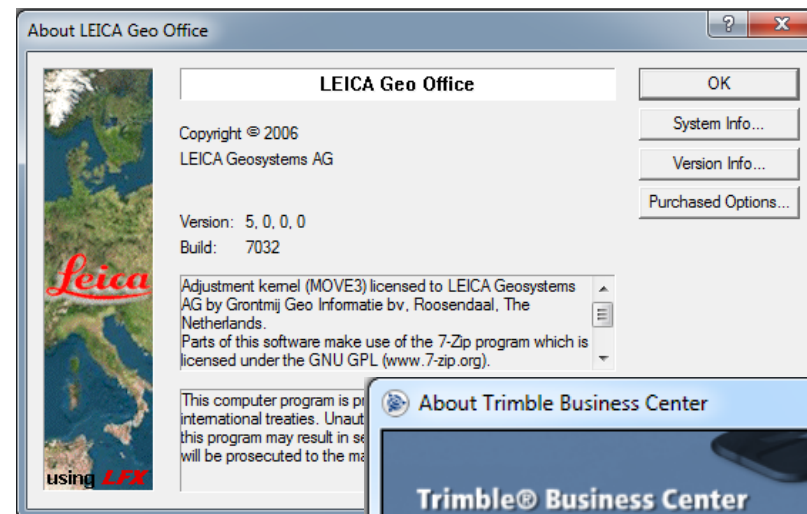 About LEICA Geo Office
LEICA Geo Office
OK
Copyright © 2006
System Info...
LEICA Geosystems AG
Version Info...
Purchased Options...
Version: 5, 0, 0, 0
Build: 7032
Leica
Adjustment kernel (MOVE3) licensed to LEICA Geosystems
AG by Grontmij Geo Informatie bv, Roosendaal, The
Netherlands.
Parts of this software make use of the 7-Zip program which is
licensed under the GNU GPL (www.7-zip.org).
This computer program is
international treaties.
this program may result in
will be prosecuted to the
using LFX
About Trimble Business Center
Trimble® Business Center